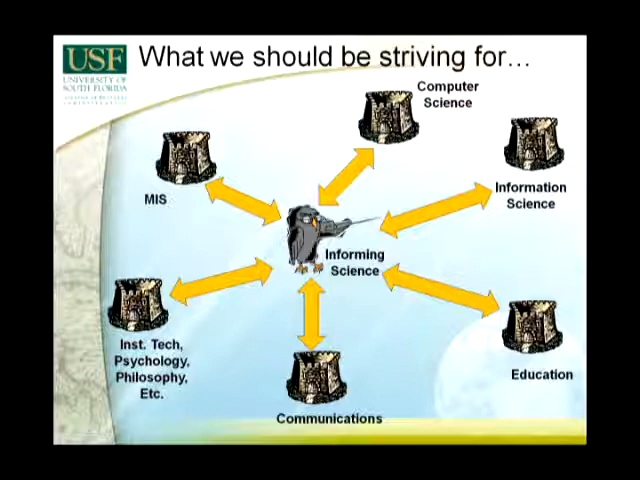 USF
UNIVERSITY OF
SOUTH FLORIDA
What we should be striving for…
Computer
Science
MIS
Information
Science
Informing
Science
Inst. Tech,
Psychology,
Philosophy,
Etc.
Education
Communications